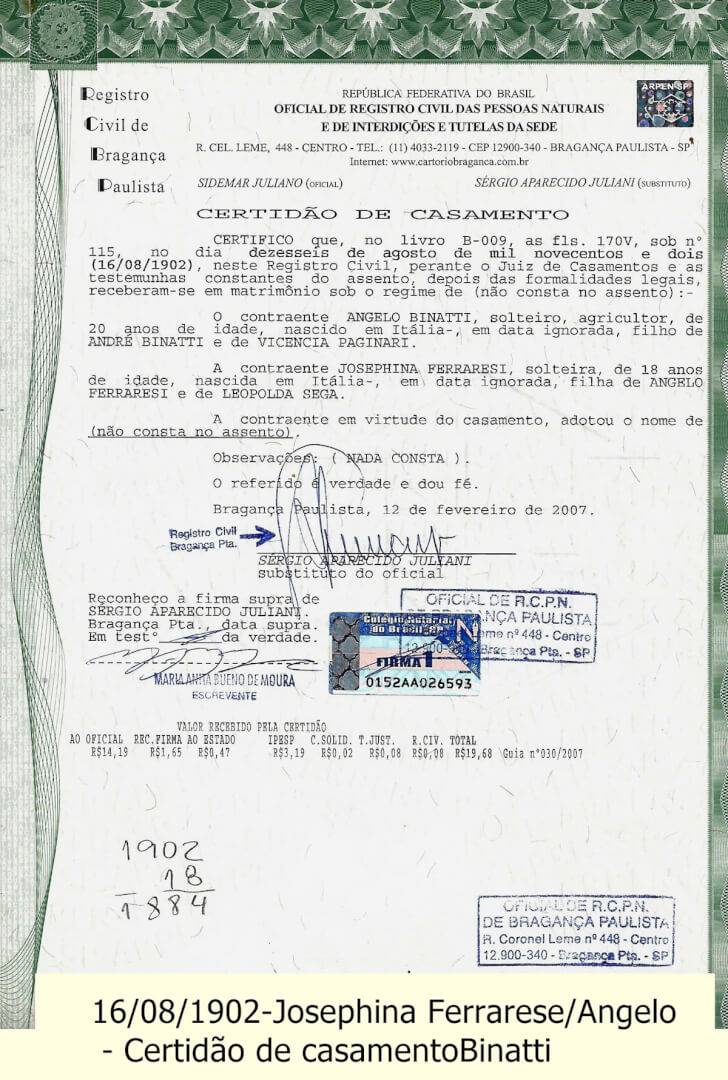 Registro
Civil de
Bragança
Paulista
REPÚBLICA FEDERATIVA DO BRASIL
OFICIAL DE REGISTRO CIVIL DAS PESSOAS NATURAIS
E DE INTERDIÇÕES E TUTELAS DA SEDE
ARPEN-SP
R. CEL. LEME, 448 - CENTRO - TEL.: (11) 4033-2119 - CEP 12900-340 - BRAGANÇA PAULISTA - SP
Internet: www.cartoriobraganca.com.br
SIDEMAR JULIANO (OFICIAL) SÉRGIO APARECIDO JULIANI (SUBSTITUTO)
CERTIDÃO DE CASAMENTO
CERTIFICO que, no livro B-009, as fls. 170V, sob nº
115, no dia dezesseis de agosto de mil novecentos e dois
(16/08/1902), neste Registro Civil, perante o Juiz de Casamentos e as
testemunhas constantes do assento, depois das formalidades legais,
receberam-se em matrimônio sob o regime de (não consta no assento):-
O contraente ANGELO BINATTI, solteiro, agricultor, de
20 anos de idade, nascido em Itália-, em data ignorada, filho de
ANDRÉ BINATTI e de VICENCIA PAGINARI.
A contraente JOSEPHINA FERRARESI, solteira, de 18 anos
de idade, nascida em Itália-, em data ignorada, filha de ANGELO
FERRARESI e de LEOPOLDA SEGA.
A contraente em virtude do casamento, adotou o nome de
(não consta no assento).
Observações: ( NADA CONSTA ).
O referido é verdade e dou fé.
Bragança Paulista, 12 de fevereiro de 2007.
Registro Civil
Bragança Pta.
SÉRGIO APARECIDO JULIANI
substituto do oficial
Reconheço a firma supra de
SÉRGIO APARECIDO JULIANI.
Bragança Pta., data supra.
Em testº da verdade.
MARIA ANITA BUENO DE MOURA
ESCREVENTE
Colegio Notarial
do Brasil-SP
FIRMA 1
0152AA026593
OFICIAL DE R.C.P.N.
DE BRAGANÇA PAULISTA
Leme nº 448 - Centro
12.900-340 - Bragança Pta. - SP
VALOR RECEBIDO PELA CERTIDÃO
AO OFICIAL REC.FIRMA AO ESTADO IPESP C.SOLID. T.JUST. R.CIV. TOTAL
R$14,19 R$1,65 R$0,47 R$3,19 R$0,02 R$0,08 R$0,08 R$19,68 Guia nº030/2007
1902
18
1884
OFICIAL DE R.C.P.N.
DE BRAGANÇA PAULISTA
R. Coronel Leme nº 448 - Centro
12.900-340 - Bragança Pta. - SP
16/08/1902-Josephina Ferrarese/Angelo
- Certidão de casamentoBinatti